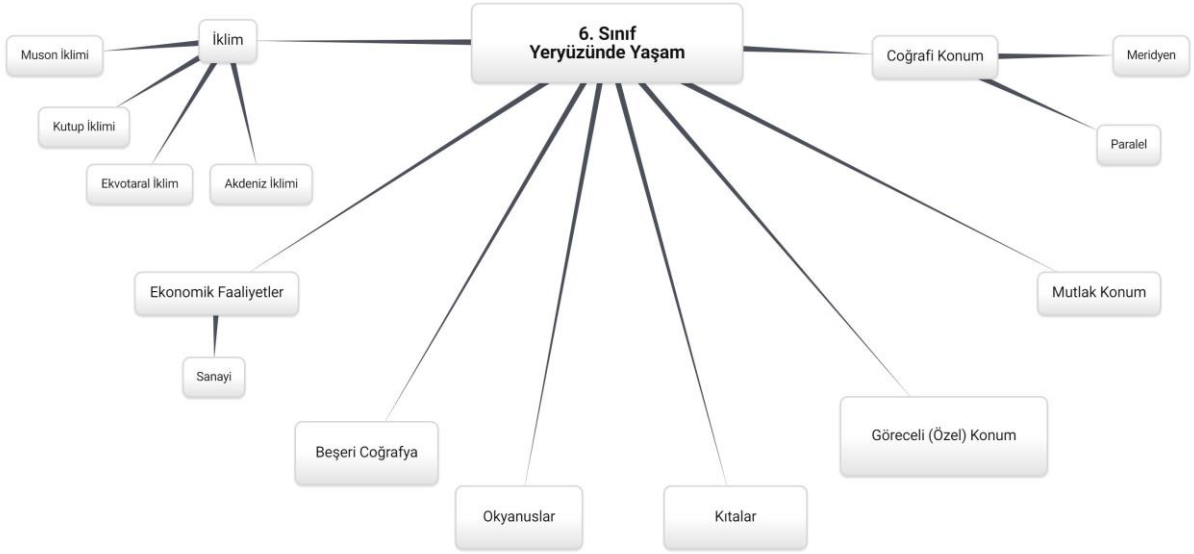 6. Sınıf
Yeryüzünde Yaşam
İklim
Muson İklimi
Kutup İklimi
Ekvotaral İklim
Akdeniz İklimi
Coğrafi Konum
Meridyen
Paralel
Ekonomik Faaliyetler
Sanayi
Mutlak Konum
Beşeri Coğrafya
Göreceli (Özel) Konum
Okyanuslar
Kıtalar